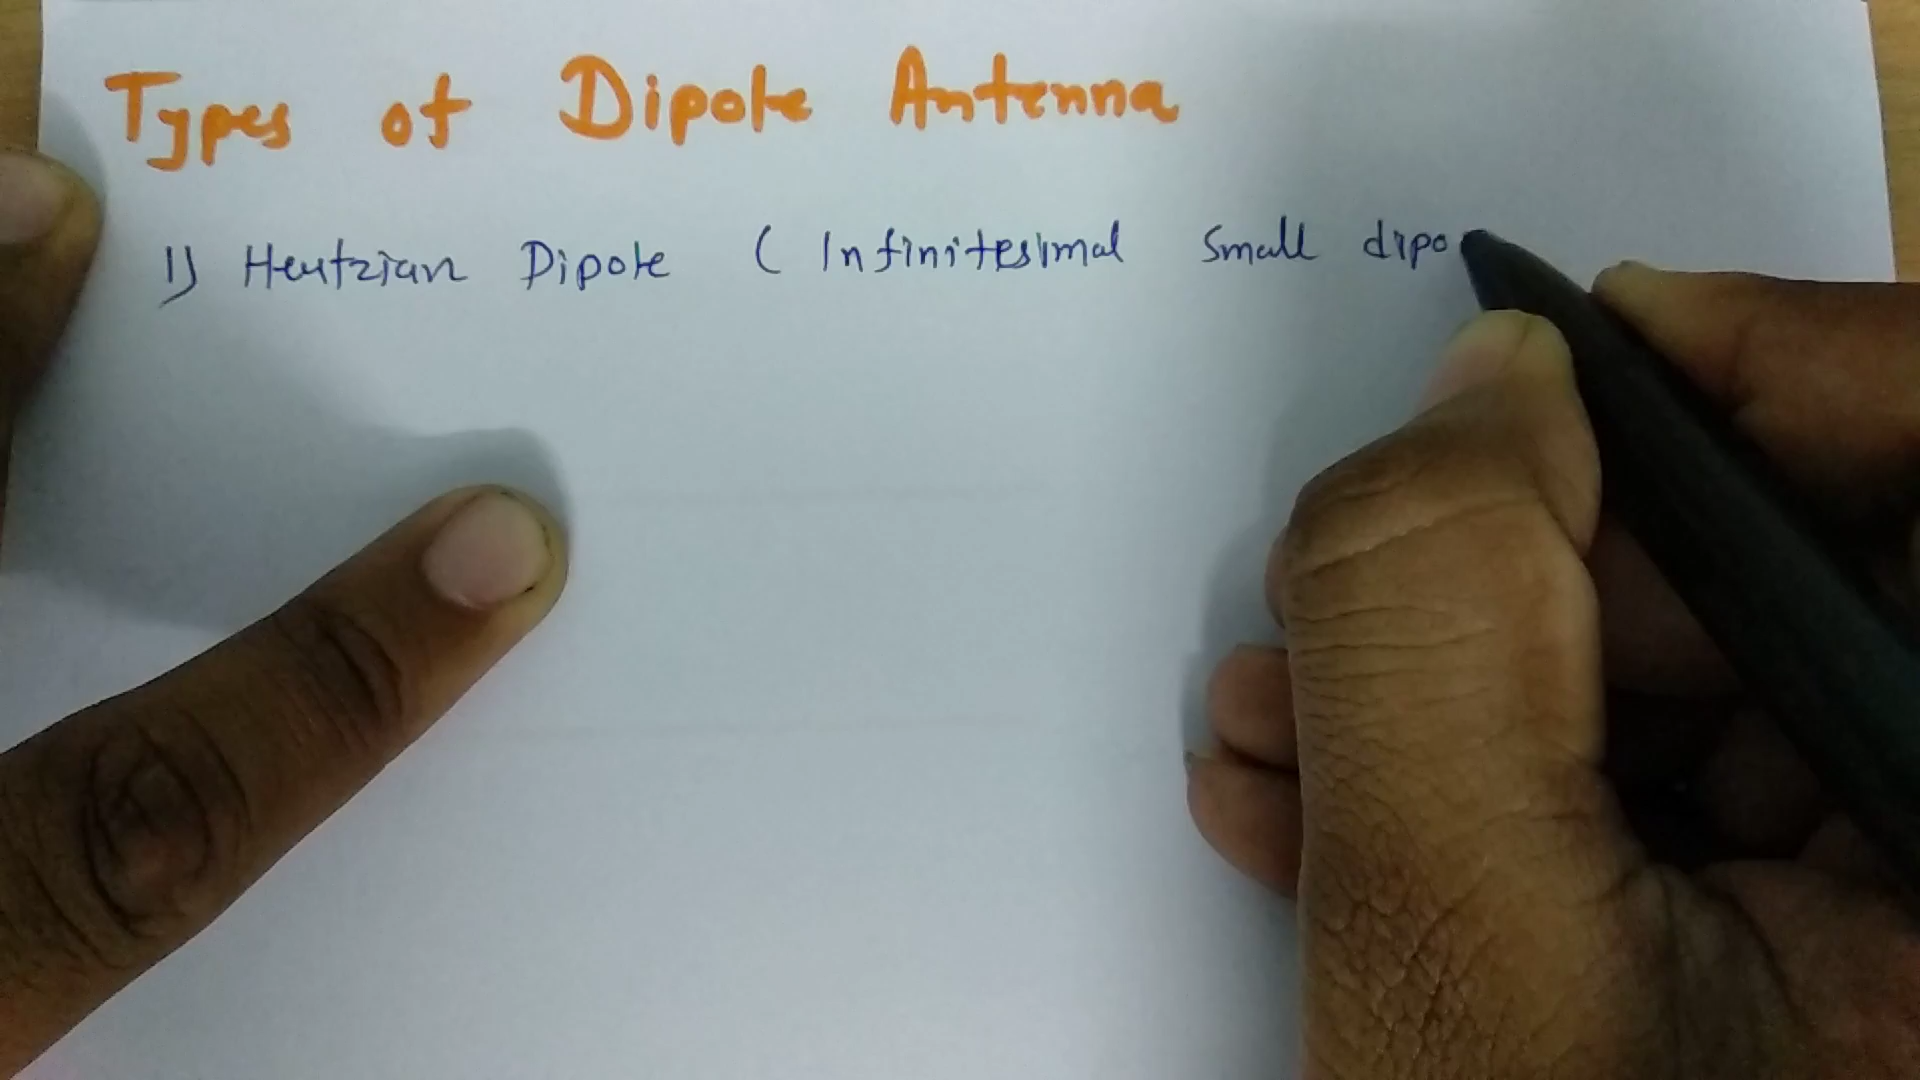 Types of Dipole Antenna
1) Hertzian Dipole ( Infinitesimal Small dipo